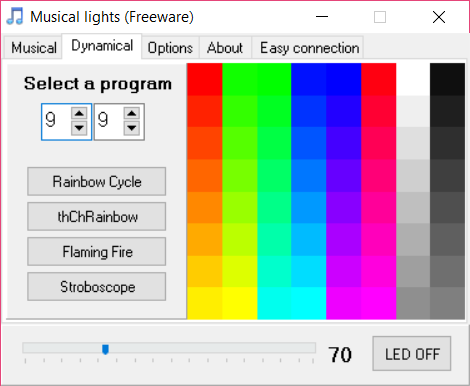 Musical lights (Freeware)
Musical Dynamical Options About Easy connection
Select a program
9 9
Rainbow Cycle
thChRainbow
Flaming Fire
Stroboscope
70 LED OFF